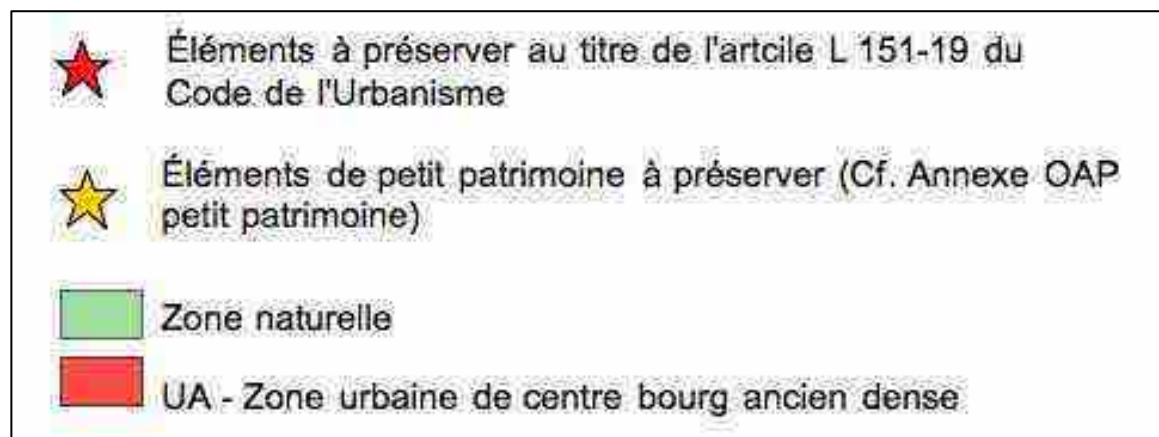 Éléments à préserver au titre de l'artcile L 151-19 du
Code de l'Urbanisme
Éléments de petit patrimoine à préserver (Cf. Annexe OAP
petit patrimoine)
Zone naturelle
UA - Zone urbaine de centre bourg ancien dense